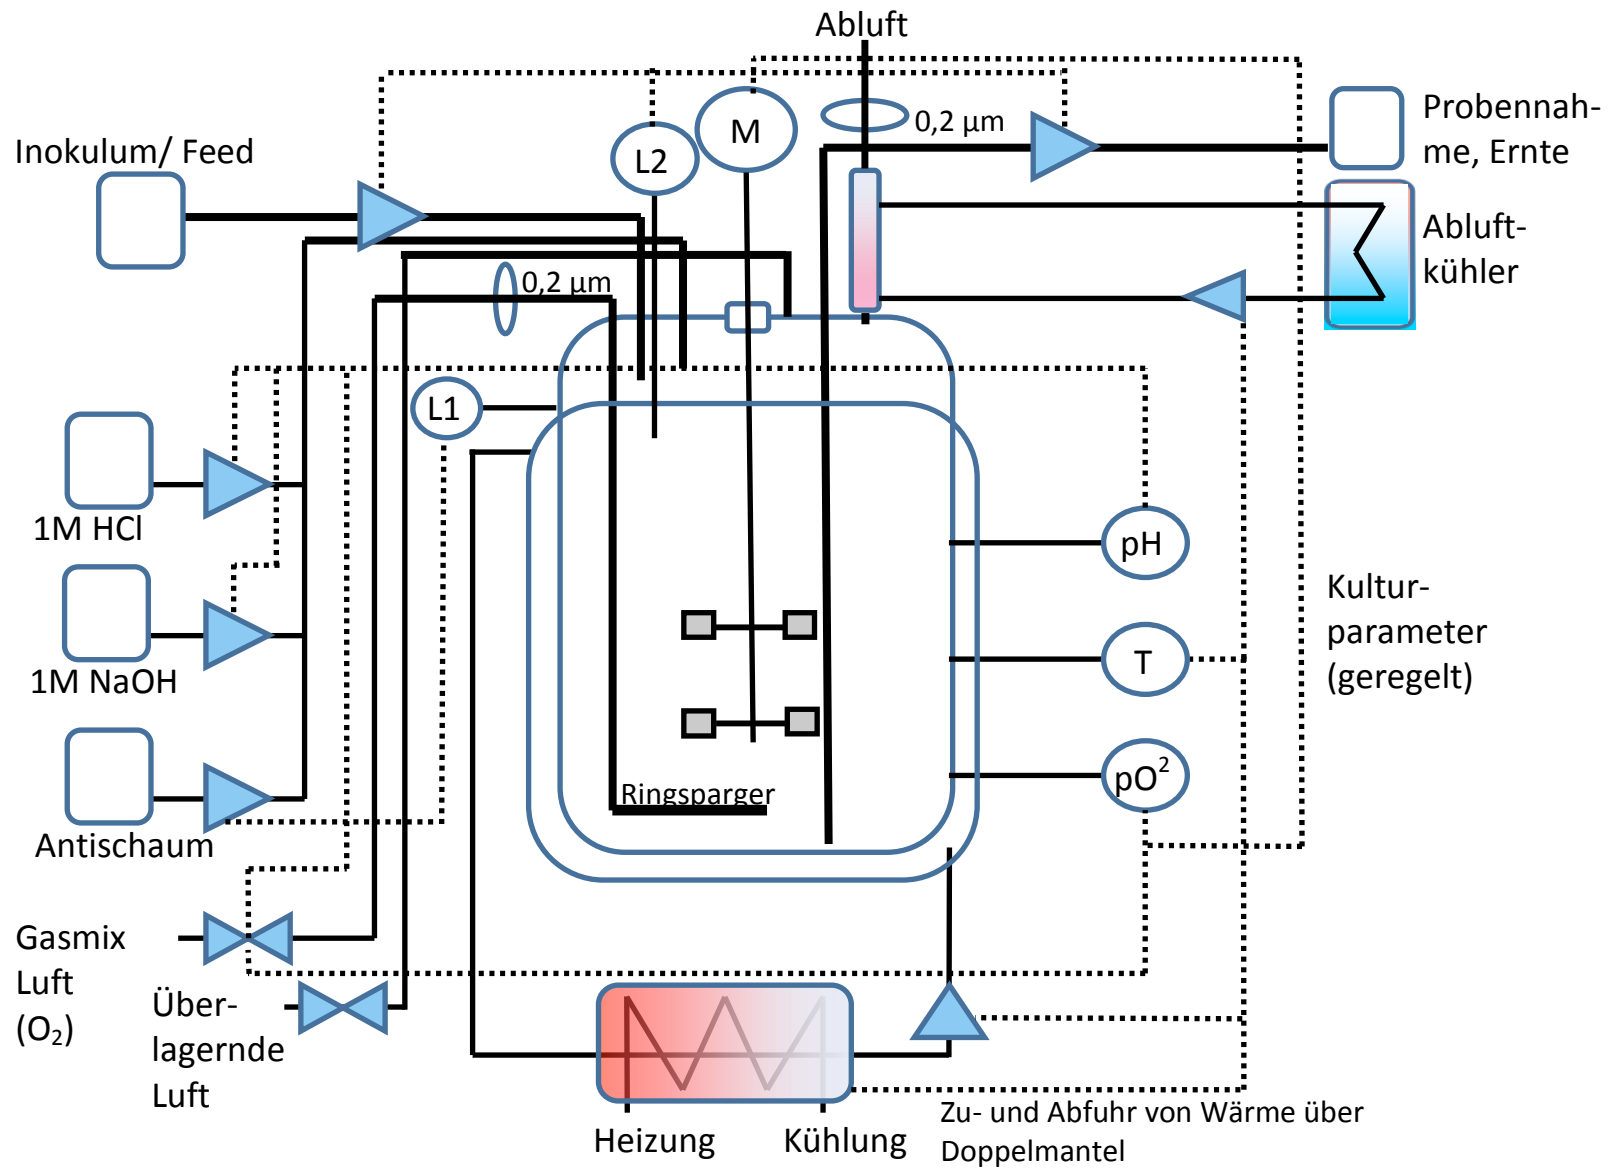 Abluft
0,2 µm
Probennah-
me, Ernte
M
L2
Inokulum/ Feed
Abluft-
kühler
0,2 µm
L1
1M HCl
pH
1M NaOH
T
Kultur-
parameter
(geregelt)
pO²
Ringsparger
Antischaum
Gasmix
Luft
(O₂)
Über-
lagernde
Luft
Heizung
Kühlung
Zu- und Abfuhr von Wärme über
Doppelmantel